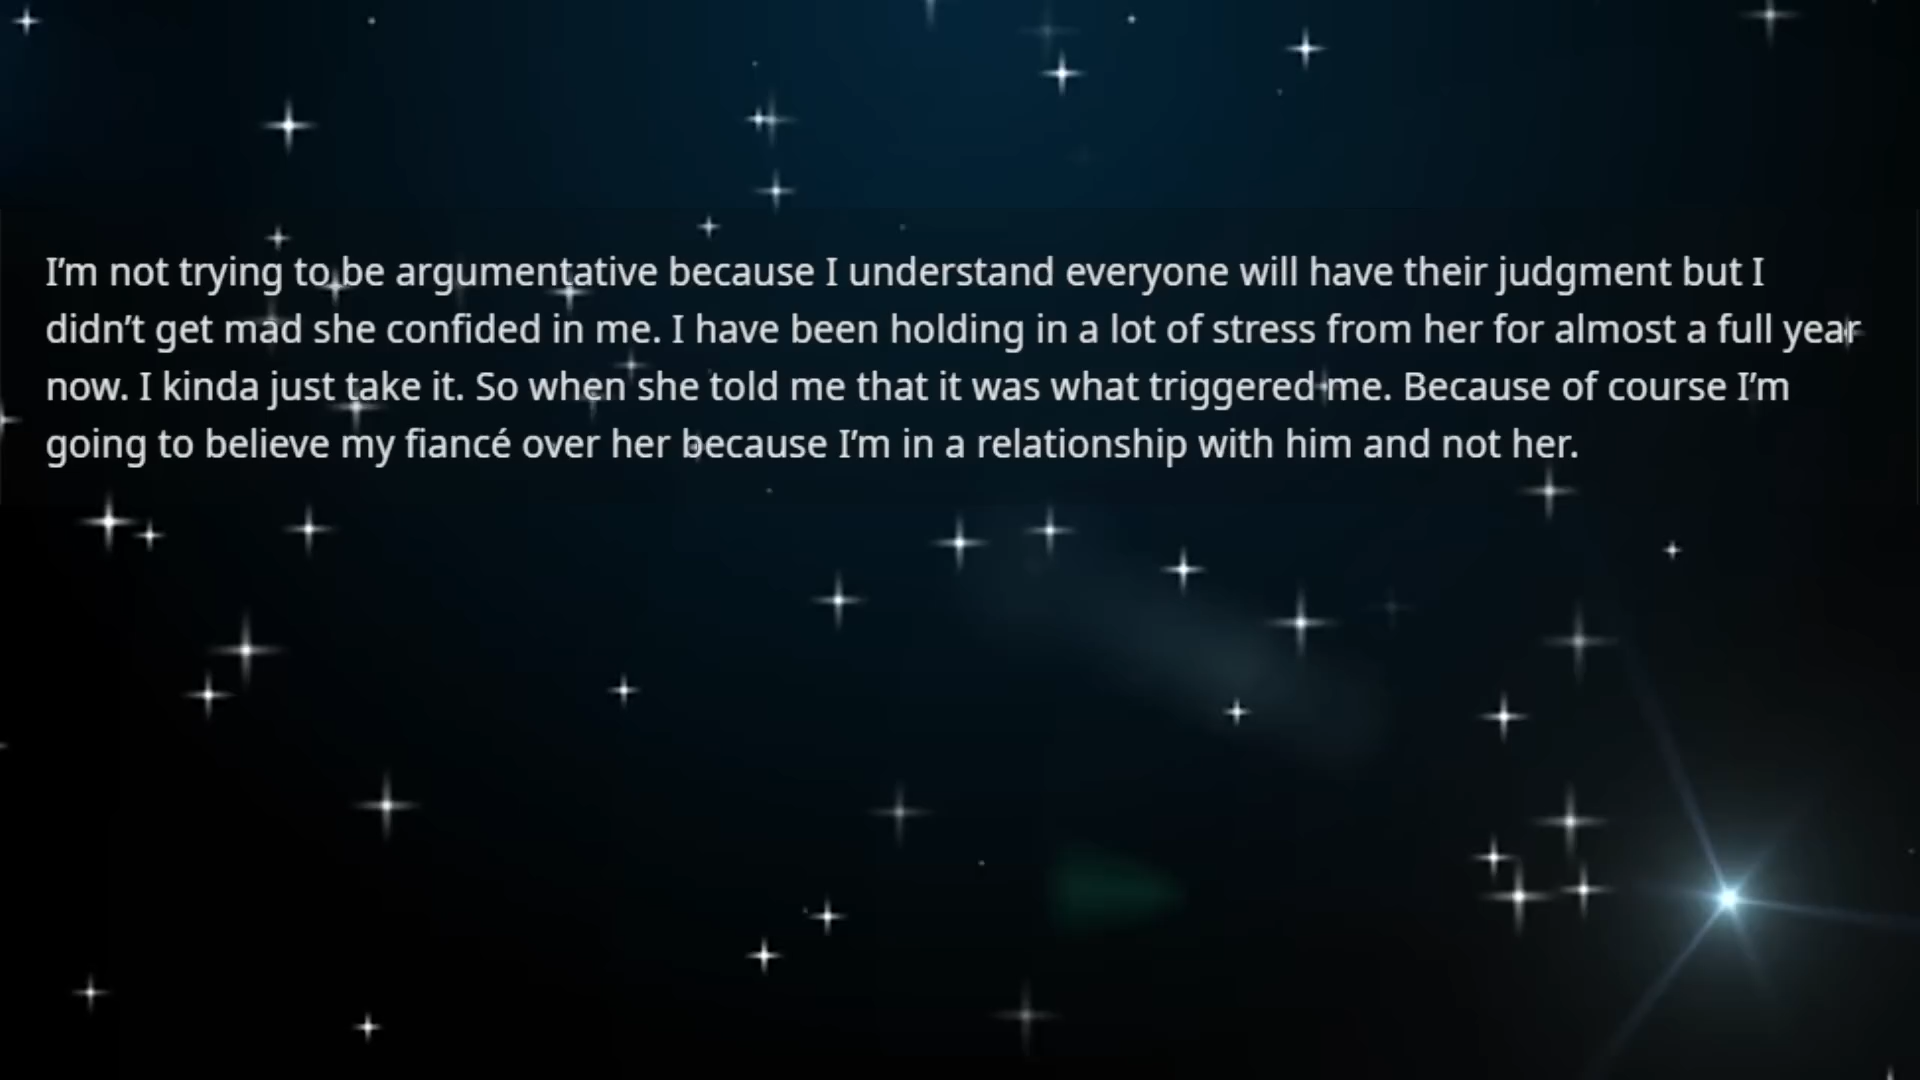 I’m not trying to be argumentative because I understand everyone will have their judgment but I
didn’t get mad she confided in me. I have been holding in a lot of stress from her for almost a full year
now. I kinda just take it. So when she told me that it was what triggered me. Because of course I’m
going to believe my fiancé over her because I’m in a relationship with him and not her.